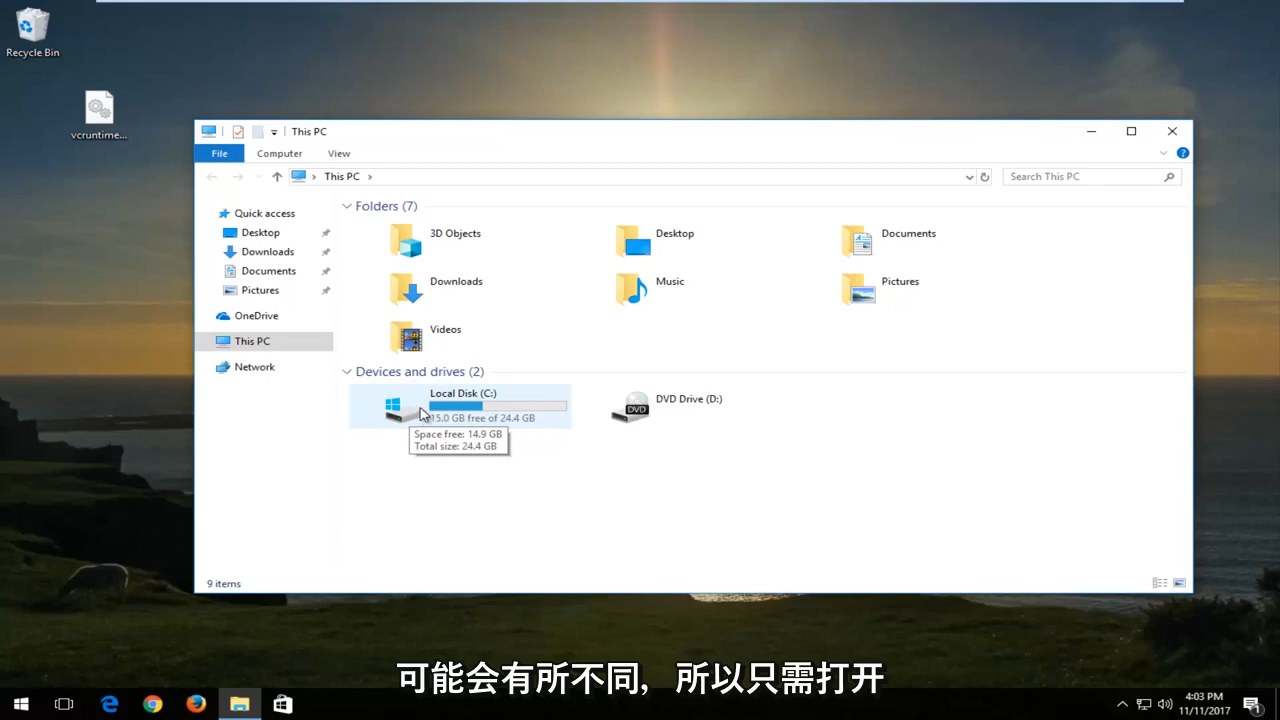 Recycle Bin
vcruntime...
This PC
File
Computer
View
This PC
Search This PC
Quick access
Desktop
Downloads
Documents
Pictures
OneDrive
This PC
Network
Folders (7)
3D Objects
Desktop
Documents
Downloads
Music
Pictures
Videos
Devices and drives (2)
Local Disk (C:)
15.0 GB free of 24.4 GB
DVD Drive (D:)
DVD
Space free: 14.9 GB
Total size: 24.4 GB
9 items
可能会有所不同，所以只需打开
4:03 PM
11/11/2017
1